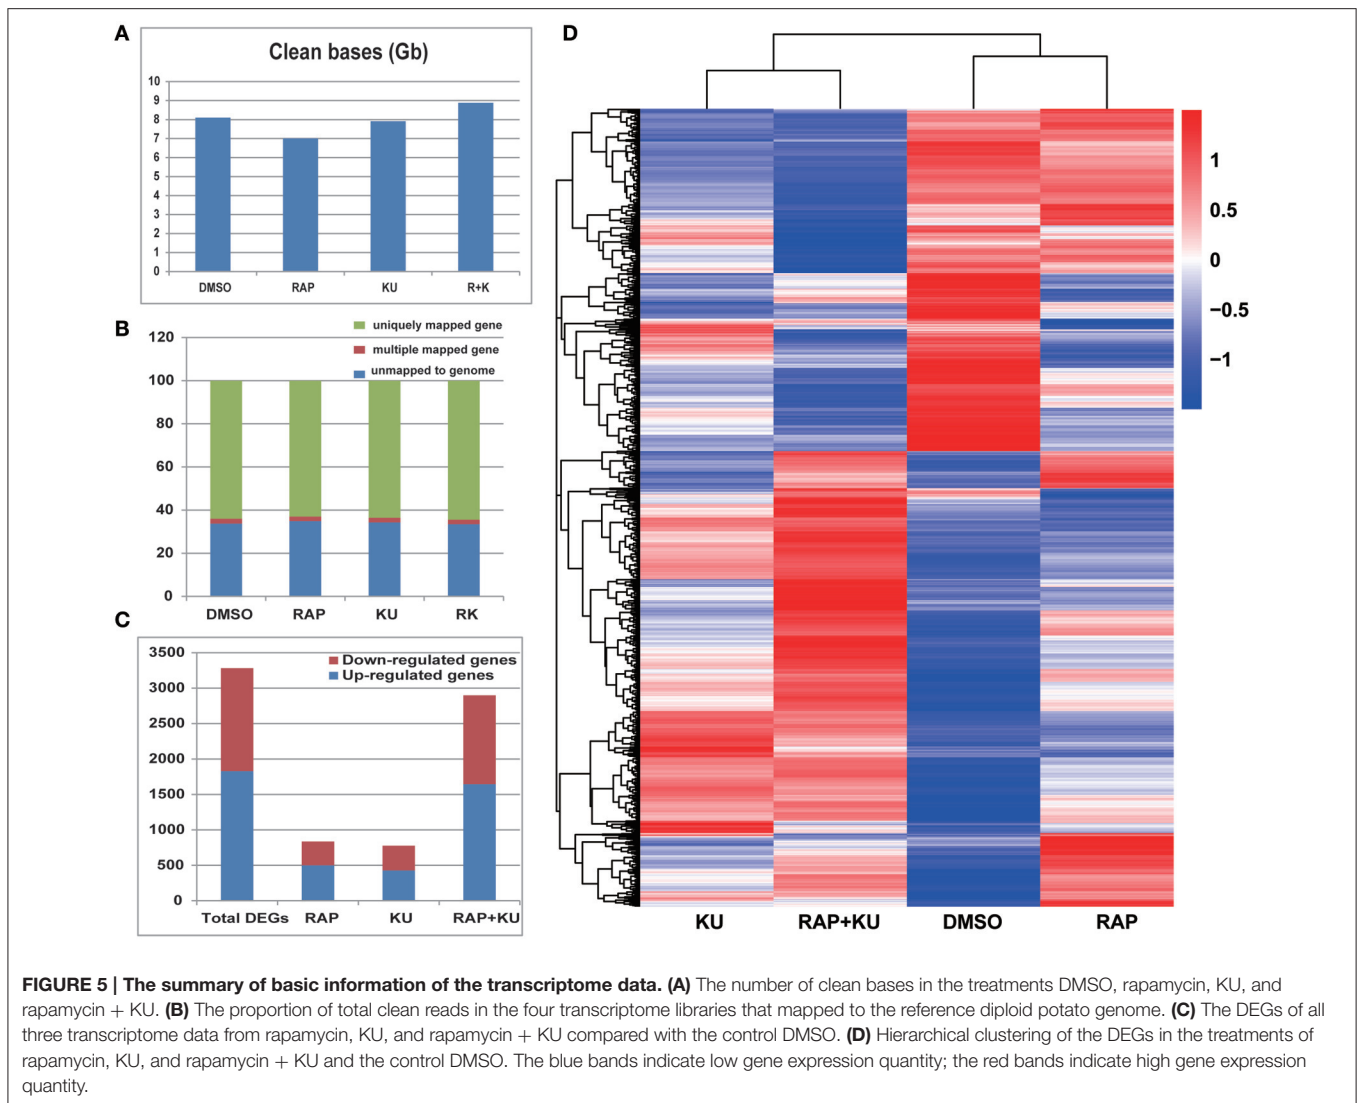 A
Clean bases (Gb)
10
9
8
7
6
5
4
3
2
1
0
DMSO RAP KU R+K
B
uniquely mapped gene
multiple mapped gene
unmapped to genome
120
100
80
60
40
20
0
DMSO RAP KU RK
C
Down-regulated genes
Up-regulated genes
3500
3000
2500
2000
1500
1000
500
0
Total DEGs RAP KU RAP+KU
D
1
0.5
0
−0.5
−1
KU RAP+KU DMSO RAP
FIGURE 5 | The summary of basic information of the transcriptome data. (A) The number of clean bases in the treatments DMSO, rapamycin, KU, and
rapamycin + KU. (B) The proportion of total clean reads in the four transcriptome libraries that mapped to the reference diploid potato genome. (C) The DEGs of all
three transcriptome data from rapamycin, KU, and rapamycin + KU compared with the control DMSO. (D) Hierarchical clustering of the DEGs in the treatments of
rapamycin, KU, and rapamycin + KU and the control DMSO. The blue bands indicate low gene expression quantity; the red bands indicate high gene expression
quantity.